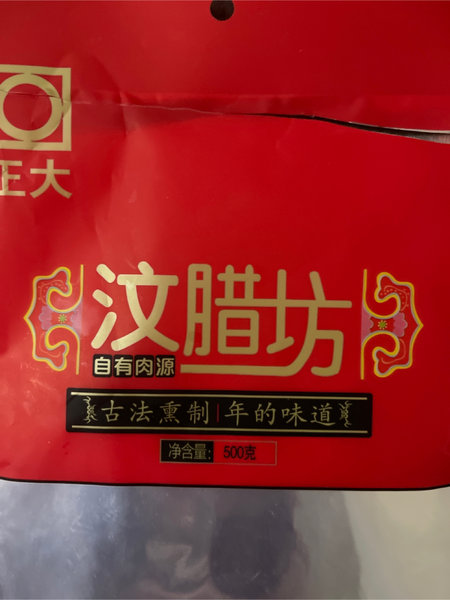 正大
汶腊坊
自有肉源
古法熏制|年的味道
净含量: 500克